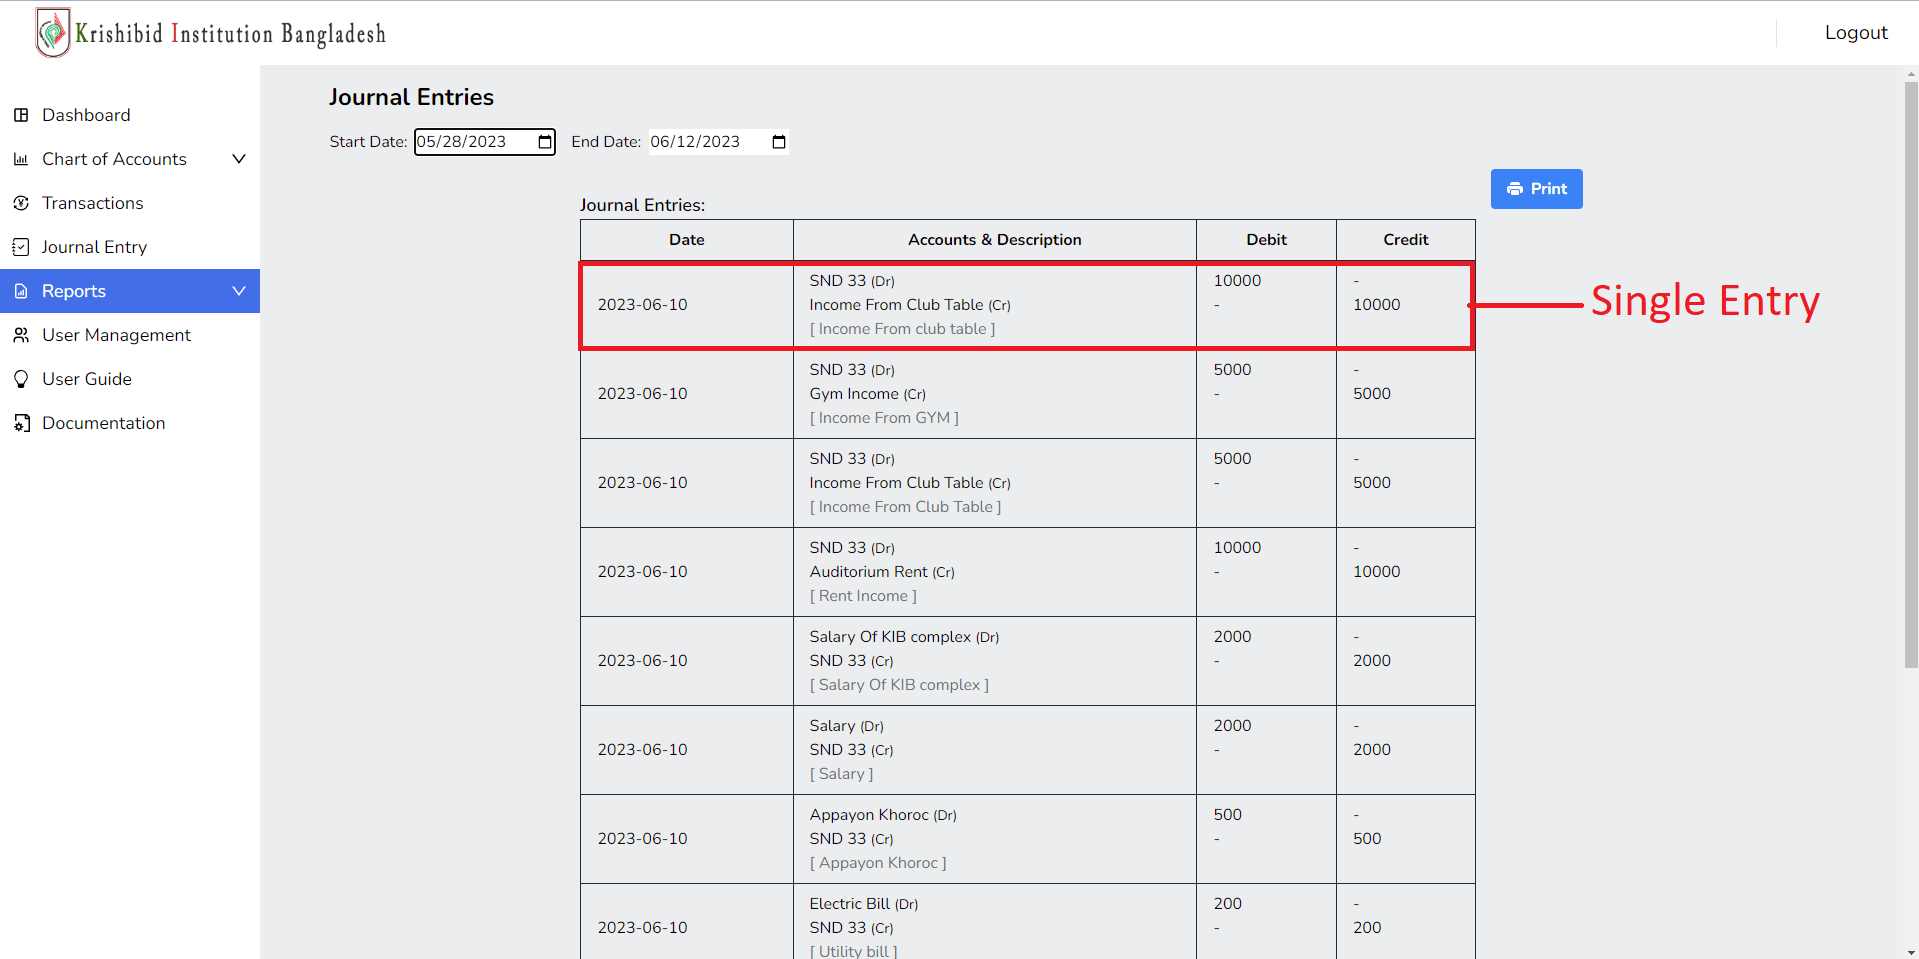 Krishibid Institution Bangladesh
Logout
Dashboard
Chart of Accounts
Transactions
Journal Entry
Reports
User Management
User Guide
Documentation
Journal Entries
Start Date: 05/28/2023 End Date: 06/12/2023
Print
Journal Entries:
Date Accounts & Description Debit Credit
SND 33 (Dr) 10000 -
2023-06-10 Income From Club Table (Cr) - 10000
[ Income From club table ]
Single Entry
SND 33 (Dr) 5000 -
2023-06-10 Gym Income (Cr) - 5000
[ Income From GYM ]
SND 33 (Dr) 5000 -
2023-06-10 Income From Club Table (Cr) - 5000
[ Income From Club Table ]
SND 33 (Dr) 10000 -
2023-06-10 Auditorium Rent (Cr) - 10000
[ Rent Income ]
Salary Of KIB complex (Dr) 2000 -
2023-06-10 SND 33 (Cr) - 2000
[ Salary Of KIB complex ]
Salary (Dr) 2000 -
2023-06-10 SND 33 (Cr) - 2000
[ Salary ]
Appayon Khoroc (Dr) 500 -
2023-06-10 SND 33 (Cr) - 500
[ Appayon Khoroc ]
Electric Bill (Dr) 200 -
2023-06-10 SND 33 (Cr) - 200
[ Utility bill ]